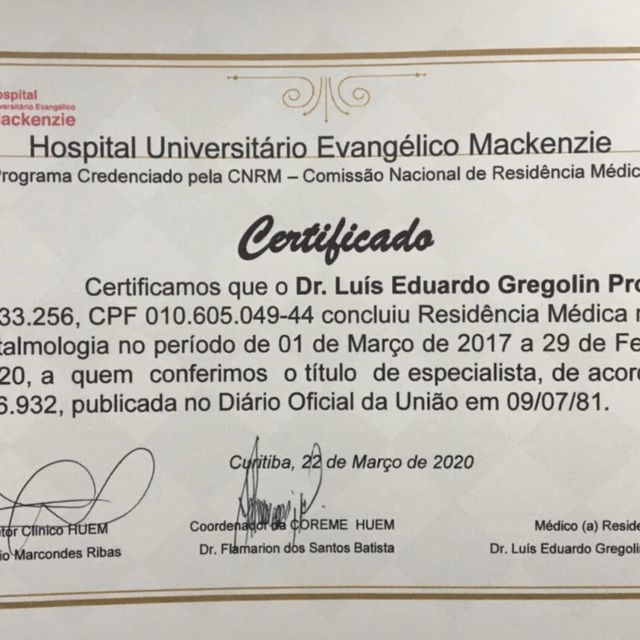 ospital
versitário Evangélico
ackenzie
Hospital Universitário Evangélico Mackenzie
rograma Credenciado pela CNRM – Comissão Nacional de Residência Médic
Certificado
Certificamos que o Dr. Luís Eduardo Gregolin Pro
33.256, CPF 010.605.049-44 concluiu Residência Médica
talmologia no período de 01 de Março de 2017 a 29 de Fe
20, a quem conferimos o título de especialista, de acor
6.932, publicada no Diário Oficial da União em 09/07/81.
Curitiba, 22 de Março de 2020
tor Clínico HUEM
io Marcondes Ribas
Coordenador da COREME HUEM
Dr. Flamarion dos Santos Batista
Médico (a) Reside
Dr. Luís Eduardo Gregolin